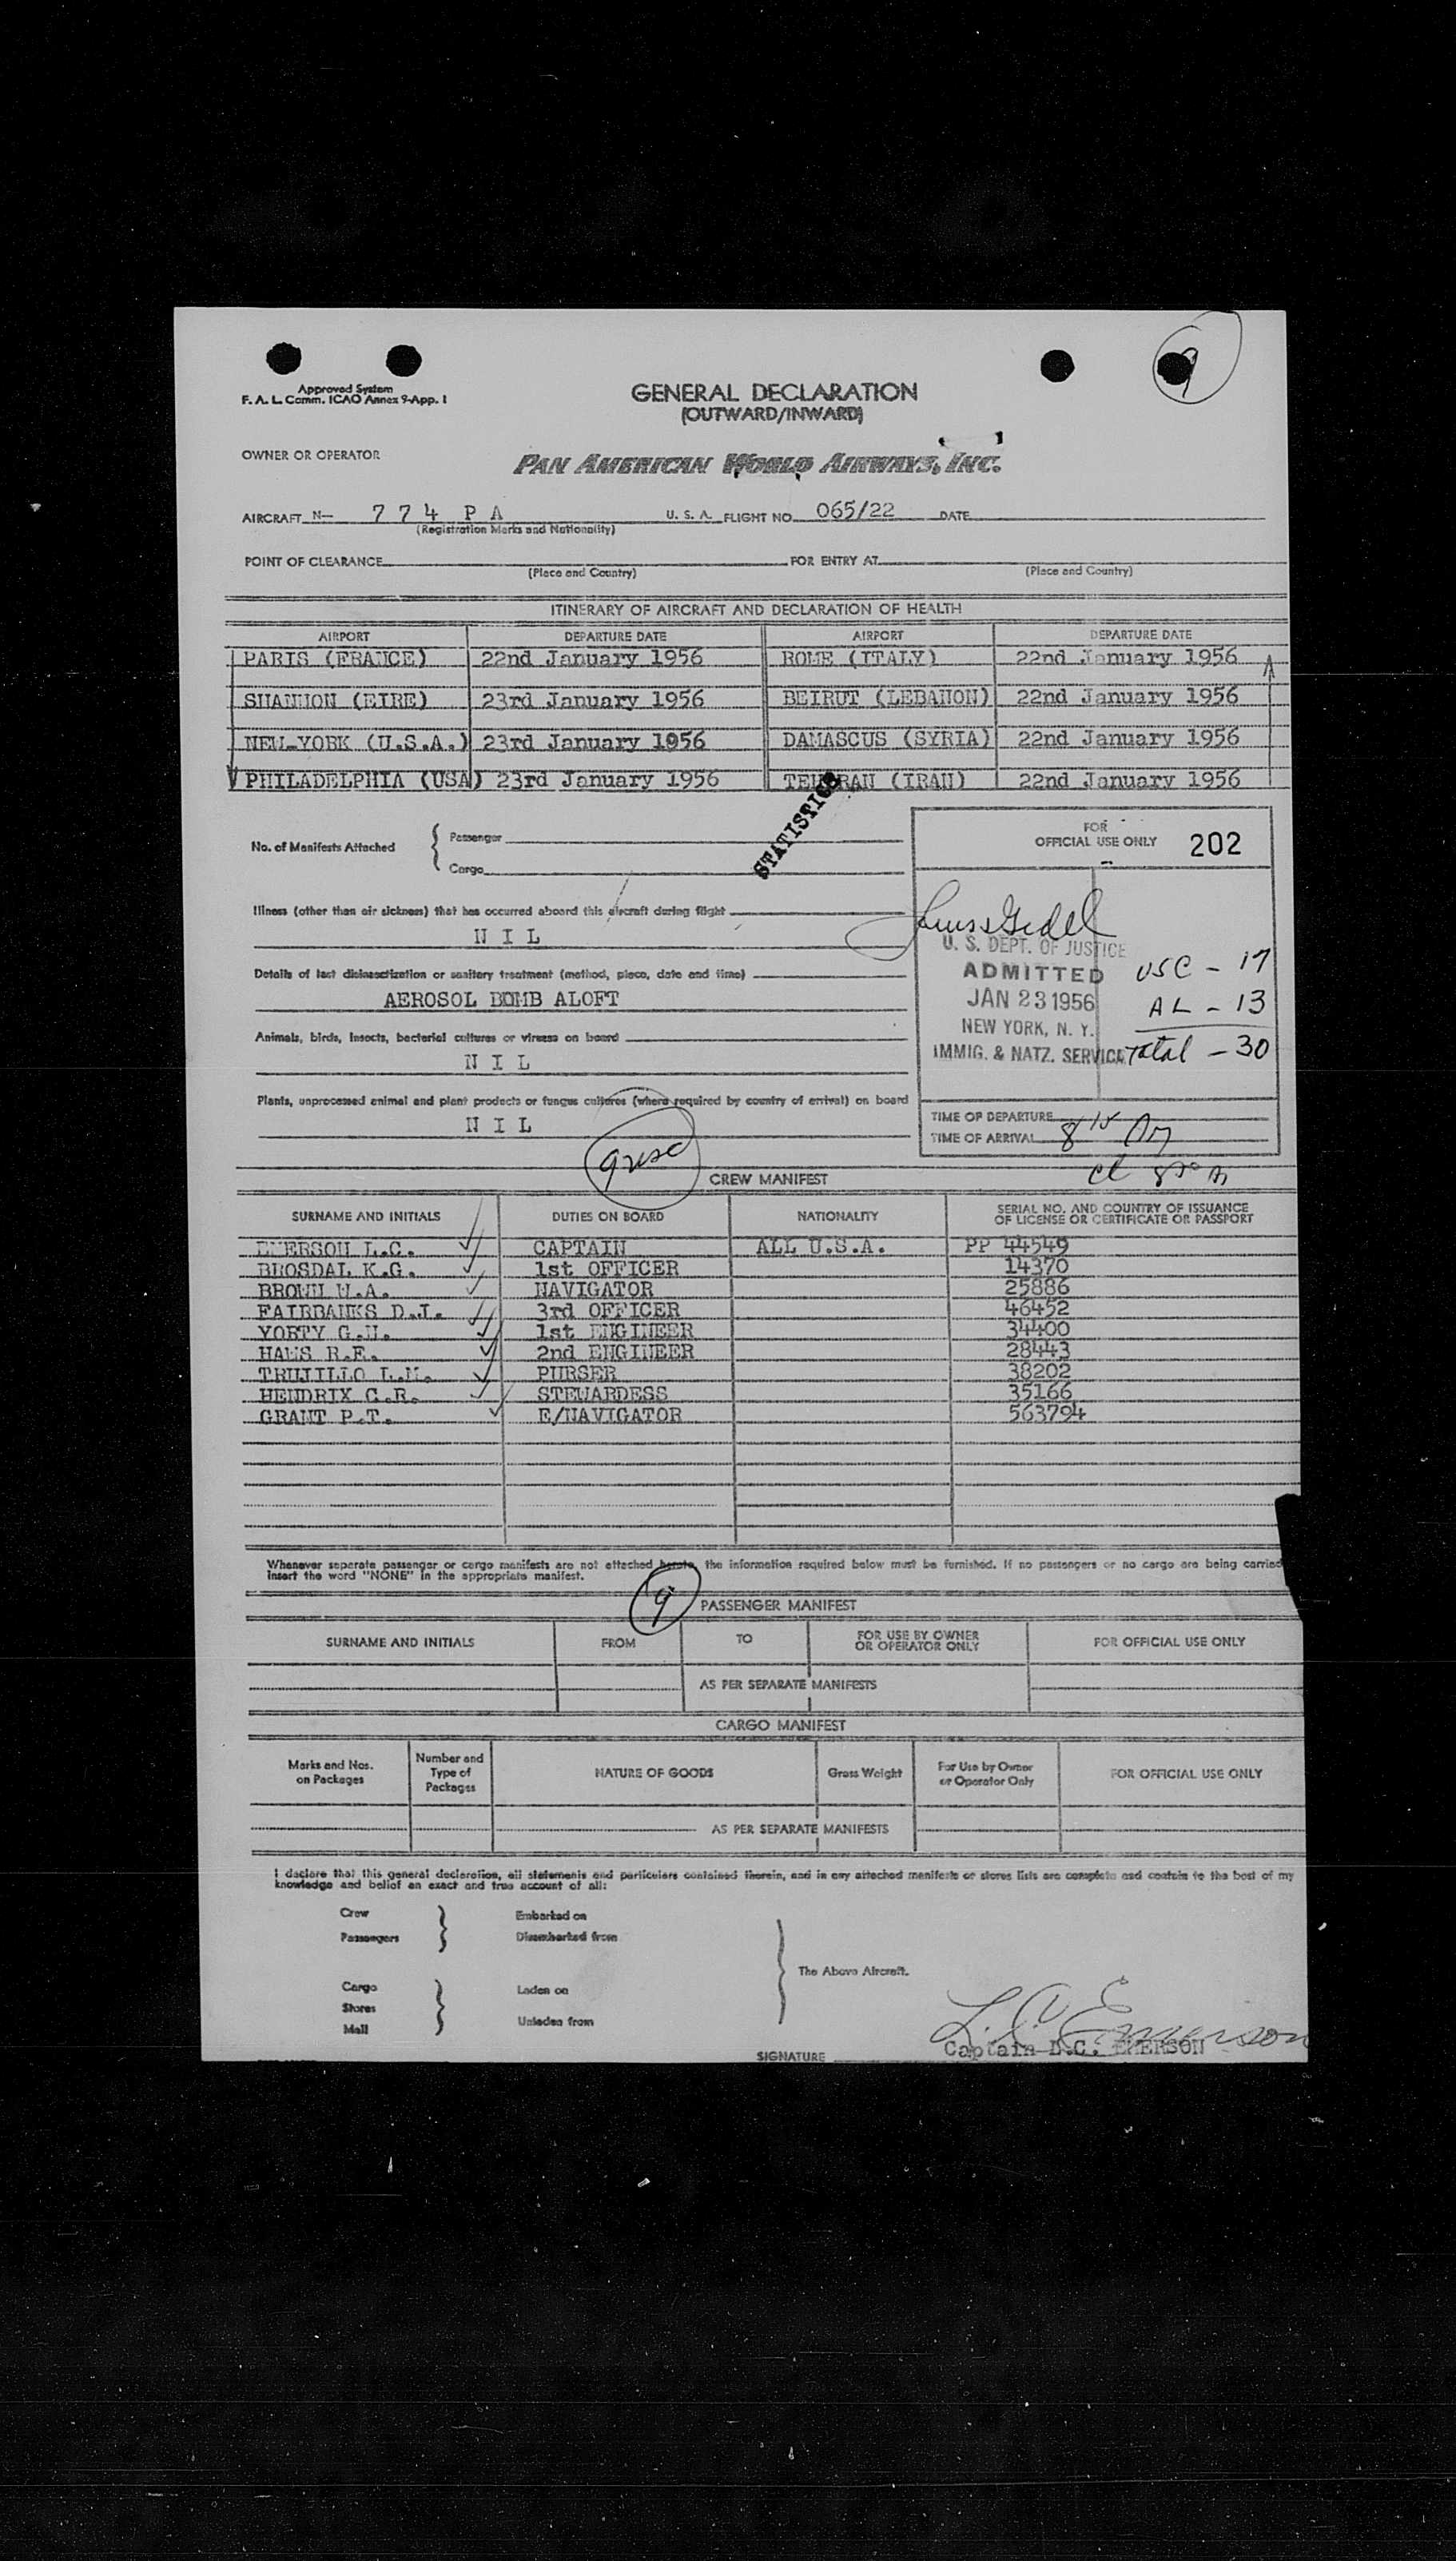 9
Approved System
F. A. L. Comm. ICAO Annex 9-App. 1
GENERAL DECLARATION
(OUTWARD/INWARD)
OWNER OR OPERATOR
PAN AMERICAN WORLD AIRWAYS, INC.
AIRCRAFT N- 7 7 4 P A U. S. A. FLIGHT NO. 065/22 DATE
(Registration Marks and Nationality)
POINT OF CLEARANCE FOR ENTRY AT
(Place and Country) (Place and Country)
ITINERARY OF AIRCRAFT AND DECLARATION OF HEALTH
AIRPORT DEPARTURE DATE AIRPORT DEPARTURE DATE
PARIS (FRANCE) 22nd January 1956 ROME (ITALY) 22nd January 1956
SHANNON (EIRE) 23rd January 1956 BEIRUT (LEBANON) 22nd January 1956
NEW-YORK (U.S.A.) 23rd January 1956 DAMASCUS (SYRIA) 22nd January 1956
PHILADELPHIA (USA) 23rd January 1956 TEHERAN (IRAN) 22nd January 1956
STATISTICS
No. of Manifests Attached
Passenger
Cargo
FOR
OFFICIAL USE ONLY 202
Illness (other than air sickness) that has occurred aboard this aircraft during flight
N I L
Details of last disinsectization or sanitary treatment (method, place, date and time)
AEROSOL BOMB ALOFT
Animals, birds, insects, bacterial cultures or viruses on board
N I L
Plants, unprocessed animal and plant products or fungus cultures (where required by country of arrival) on board
N I L
U. S. DEPT. OF JUSTICE
ADMITTED USC - 17
JAN 23 1956 AL - 13
NEW YORK, N. Y.
IMMIG. & NATZ. SERVICE Total - 30
TIME OF DEPARTURE
TIME OF ARRIVAL 8 15 AM
9 USC
CREW MANIFEST
SURNAME AND INITIALS DUTIES ON BOARD NATIONALITY SERIAL NO. AND COUNTRY OF ISSUANCE
OF LICENSE OR CERTIFICATE OR PASSPORT
EMERSON L.C. CAPTAIN ALL U.S.A. PP 44549
BROSDAL K.G. 1st OFFICER 14370
BROWN W.A. NAVIGATOR 25886
FAIRBANKS D.J. 3rd OFFICER 46452
YORTY G.H. 1st ENGINEER 34400
HAWS R.E. 2nd ENGINEER 28443
TRUJILLO L.M. PURSER 38202
HENDRIX C.R. STEWARDESS 35166
GRANT P.T. E/NAVIGATOR 563794
Whenever separate passenger or cargo manifests are not attached hereto, the information required below must be furnished. If no passengers or no cargo are being carried
insert the word "NONE" in the appropriate manifest.
9
PASSENGER MANIFEST
SURNAME AND INITIALS FROM TO FOR USE BY OWNER
OR OPERATOR ONLY FOR OFFICIAL USE ONLY
AS PER SEPARATE MANIFESTS
CARGO MANIFEST
Marks and Nos.
on Packages
Number and
Type of
Packages
NATURE OF GOODS
Gross Weight
For Use by Owner
or Operator Only
FOR OFFICIAL USE ONLY
AS PER SEPARATE MANIFESTS
I declare that this general declaration, all statements and particulars contained therein, and in any attached manifests or stores lists are complete and contain to the best of my
knowledge and belief an exact and true account of all:
Crew
Passengers
Embarked on
Disembarked from
The Above Aircraft.
Cargo
Stores
Mail
Laden on
Unladen from
L. C. Emerson
SIGNATURE Captain L.C. EMERSON